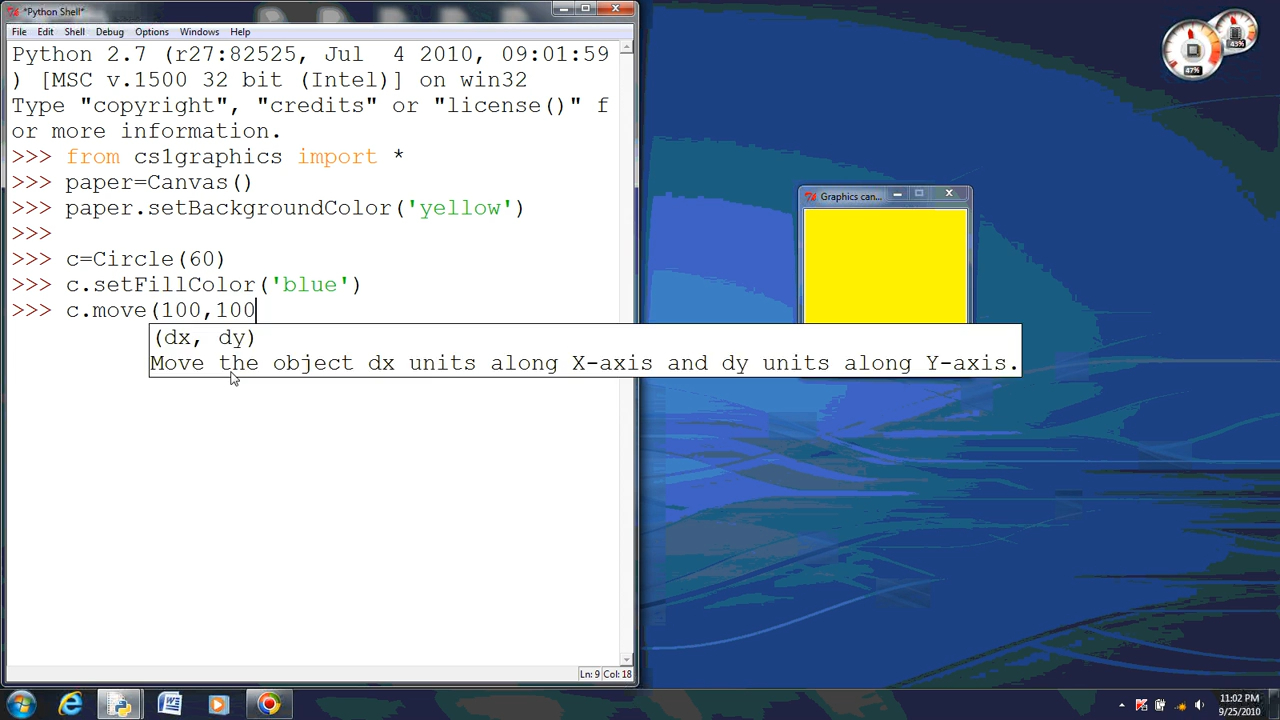 *Python Shell*
File Edit Shell Debug Options Windows Help
Python 2.7 (r27:82525, Jul  4 2010, 09:01:59
) [MSC v.1500 32 bit (Intel)] on win32
Type "copyright", "credits" or "license()" f
or more information.
>>> from cs1graphics import *
>>> paper=Canvas()
>>> paper.setBackgroundColor('yellow')
>>>
>>> c=Circle(60)
>>> c.setFillColor('blue')
>>> c.move(100,100
(dx, dy)
Move the object dx units along X-axis and dy units along Y-axis.
Ln: 9 Col: 18
Graphics can...
43%
47%
11:02 PM
9/25/2010